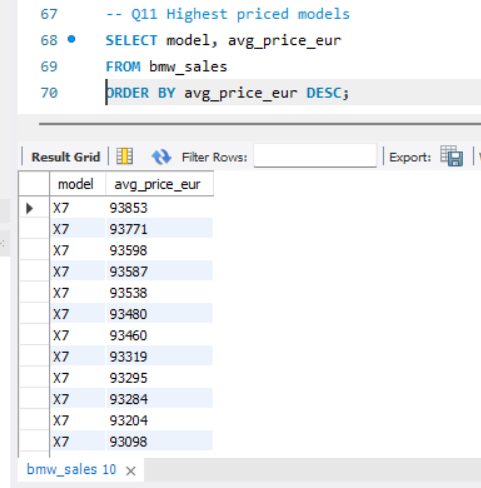 67 -- Q11 Highest priced models
68 SELECT model, avg_price_eur
69 FROM bmw_sales
70 ORDER BY avg_price_eur DESC;
Result Grid Filter Rows: Export:
model avg_price_eur
X7 93853
X7 93771
X7 93598
X7 93587
X7 93538
X7 93480
X7 93460
X7 93319
X7 93295
X7 93284
X7 93204
X7 93098
bmw_sales 10 ×